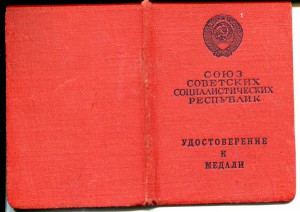 СОЮЗ
СОВЕТСКИХ
СОЦИАЛИСТИЧЕСКИХ
РЕСПУБЛИК
УДОСТОВЕРЕНИЕ
К
МЕДАЛИ